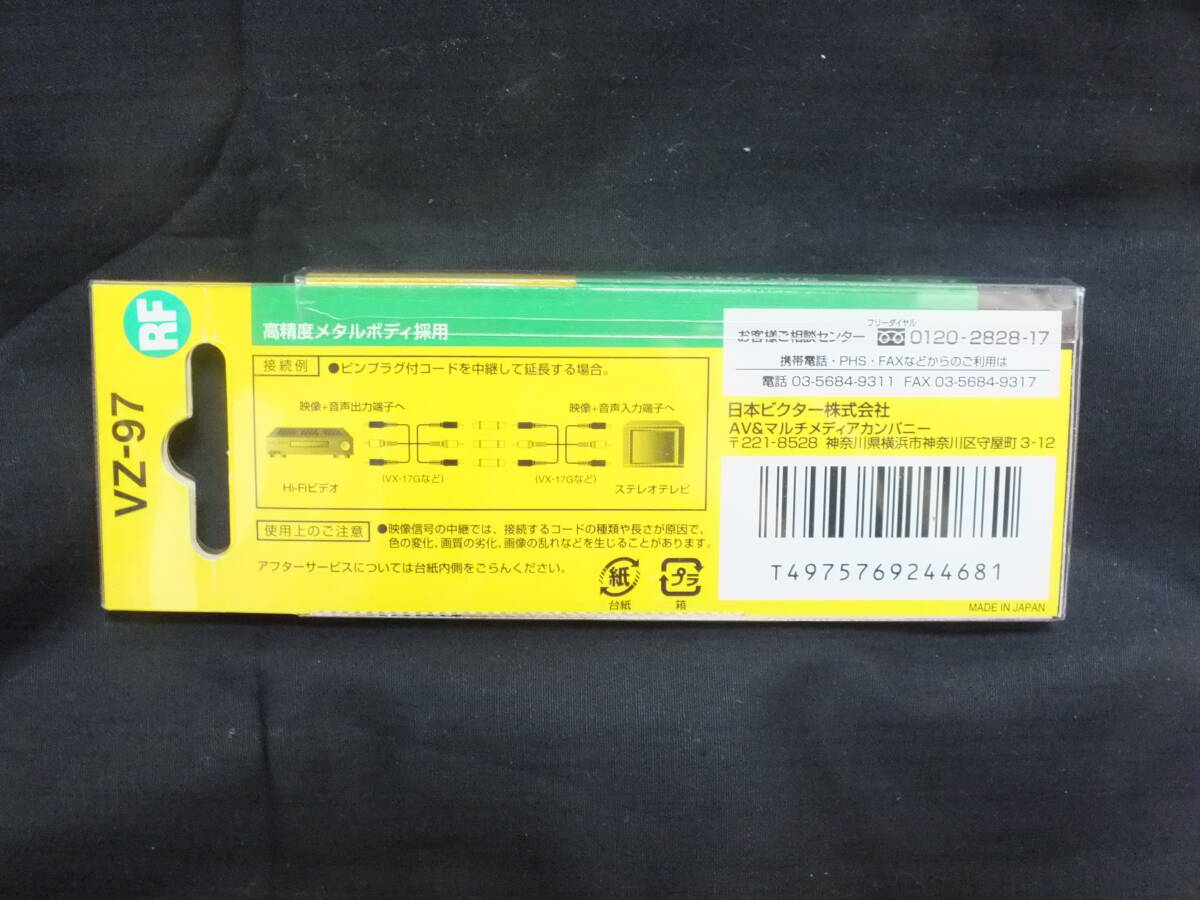 RF
VZ-97
高精度メタルボディ採用
接続例
●ピンプラグ付コードを中継して延長する場合。
映像+音声出力端子へ
映像+音声入力端子へ
(VX-17Gなど)
(VX-17Gなど)
Hi-Fiビデオ
ステレオテレビ
使用上のご注意
●映像信号の中継では、接続するコードの種類や長さが原因で、
色の変化、画質の劣化、画像の乱れなどを生じることがあります。
アフターサービスについては台紙内側をごらんください。
紙
台紙
プラ
箱
フリーダイヤル
お客様ご相談センター 0120-2828-17
携帯電話・PHS・FAXなどからのご利用は
電話 03-5684-9311 FAX 03-5684-9317
日本ビクター株式会社
AV&マルチメディアカンパニー
〒221-8528 神奈川県横浜市神奈川区守屋町3-12
T4975769244681
MADE IN JAPAN